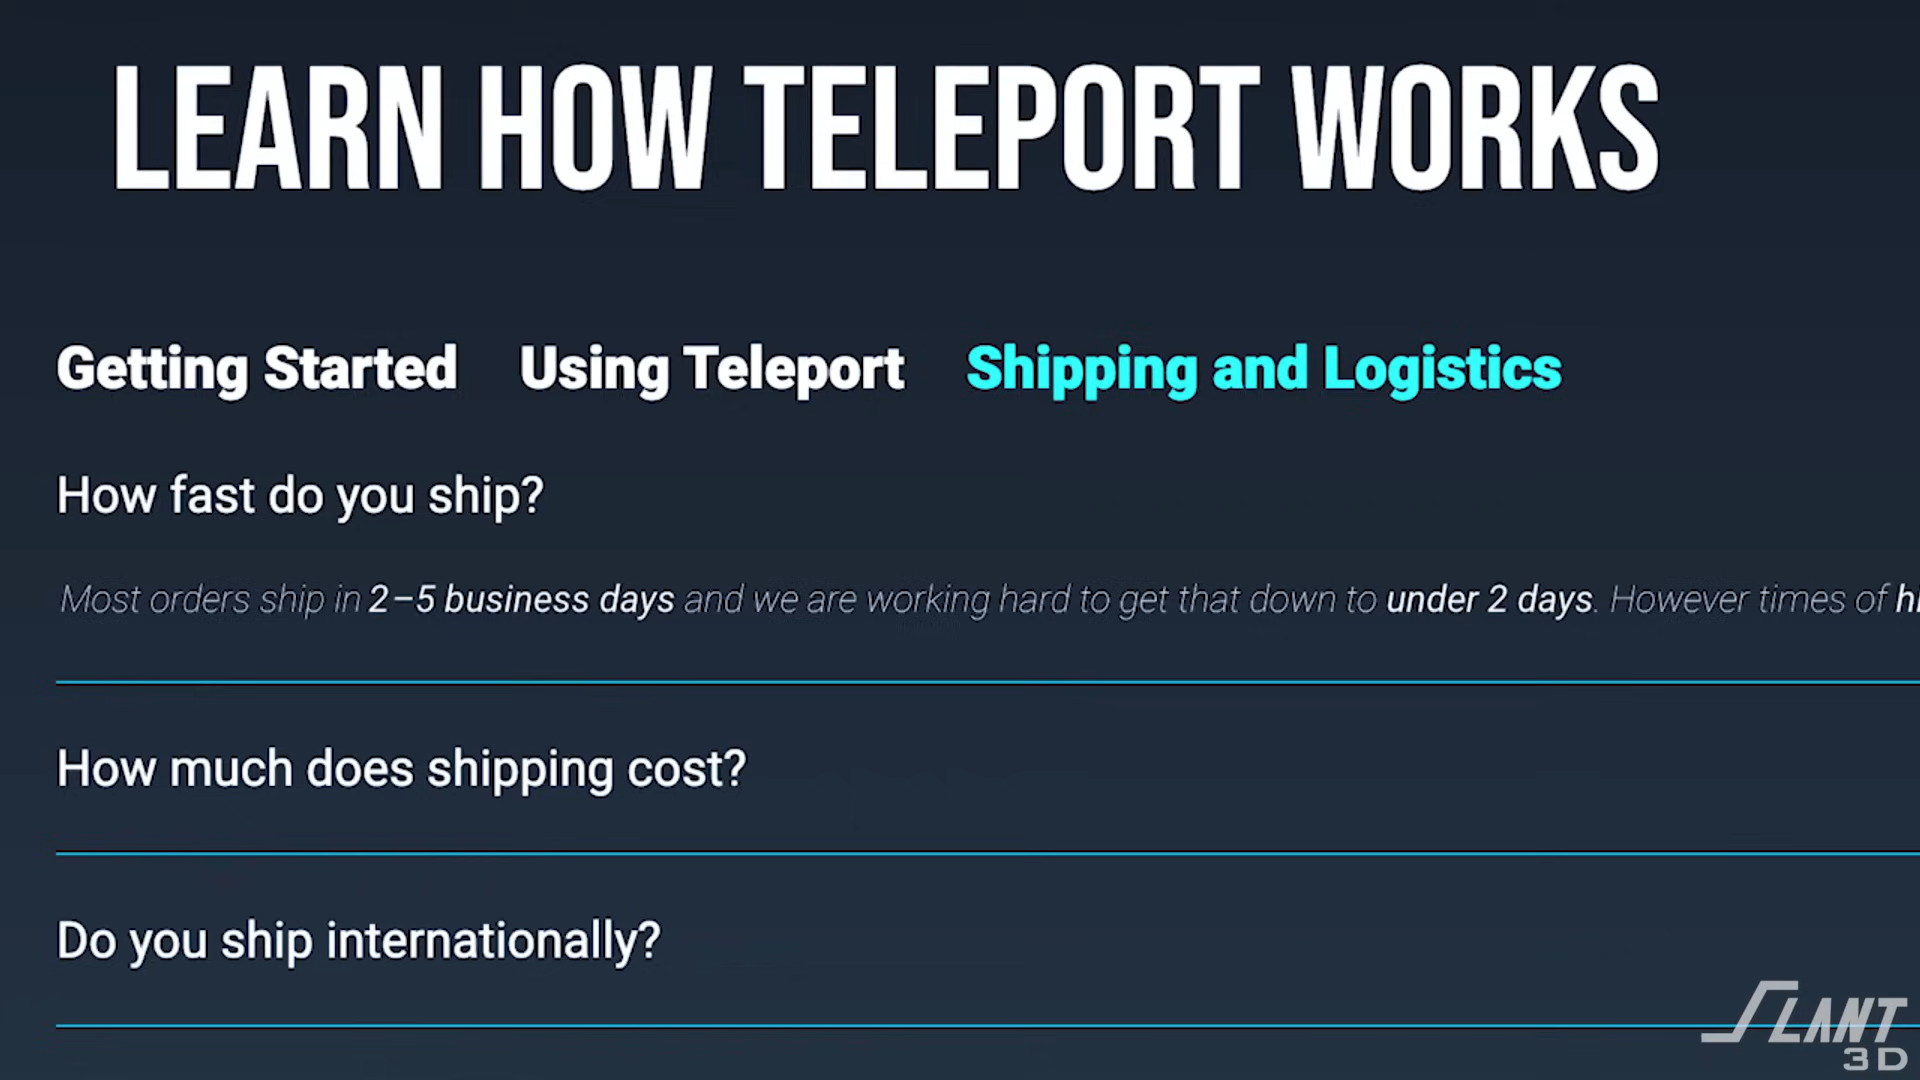 LEARN HOW TELEPORT WORKS
Getting Started Using Teleport Shipping and Logistics
How fast do you ship?
Most orders ship in 2–5 business days and we are working hard to get that down to under 2 days. However times of
How much does shipping cost?
Do you ship internationally?
SLANT
3D